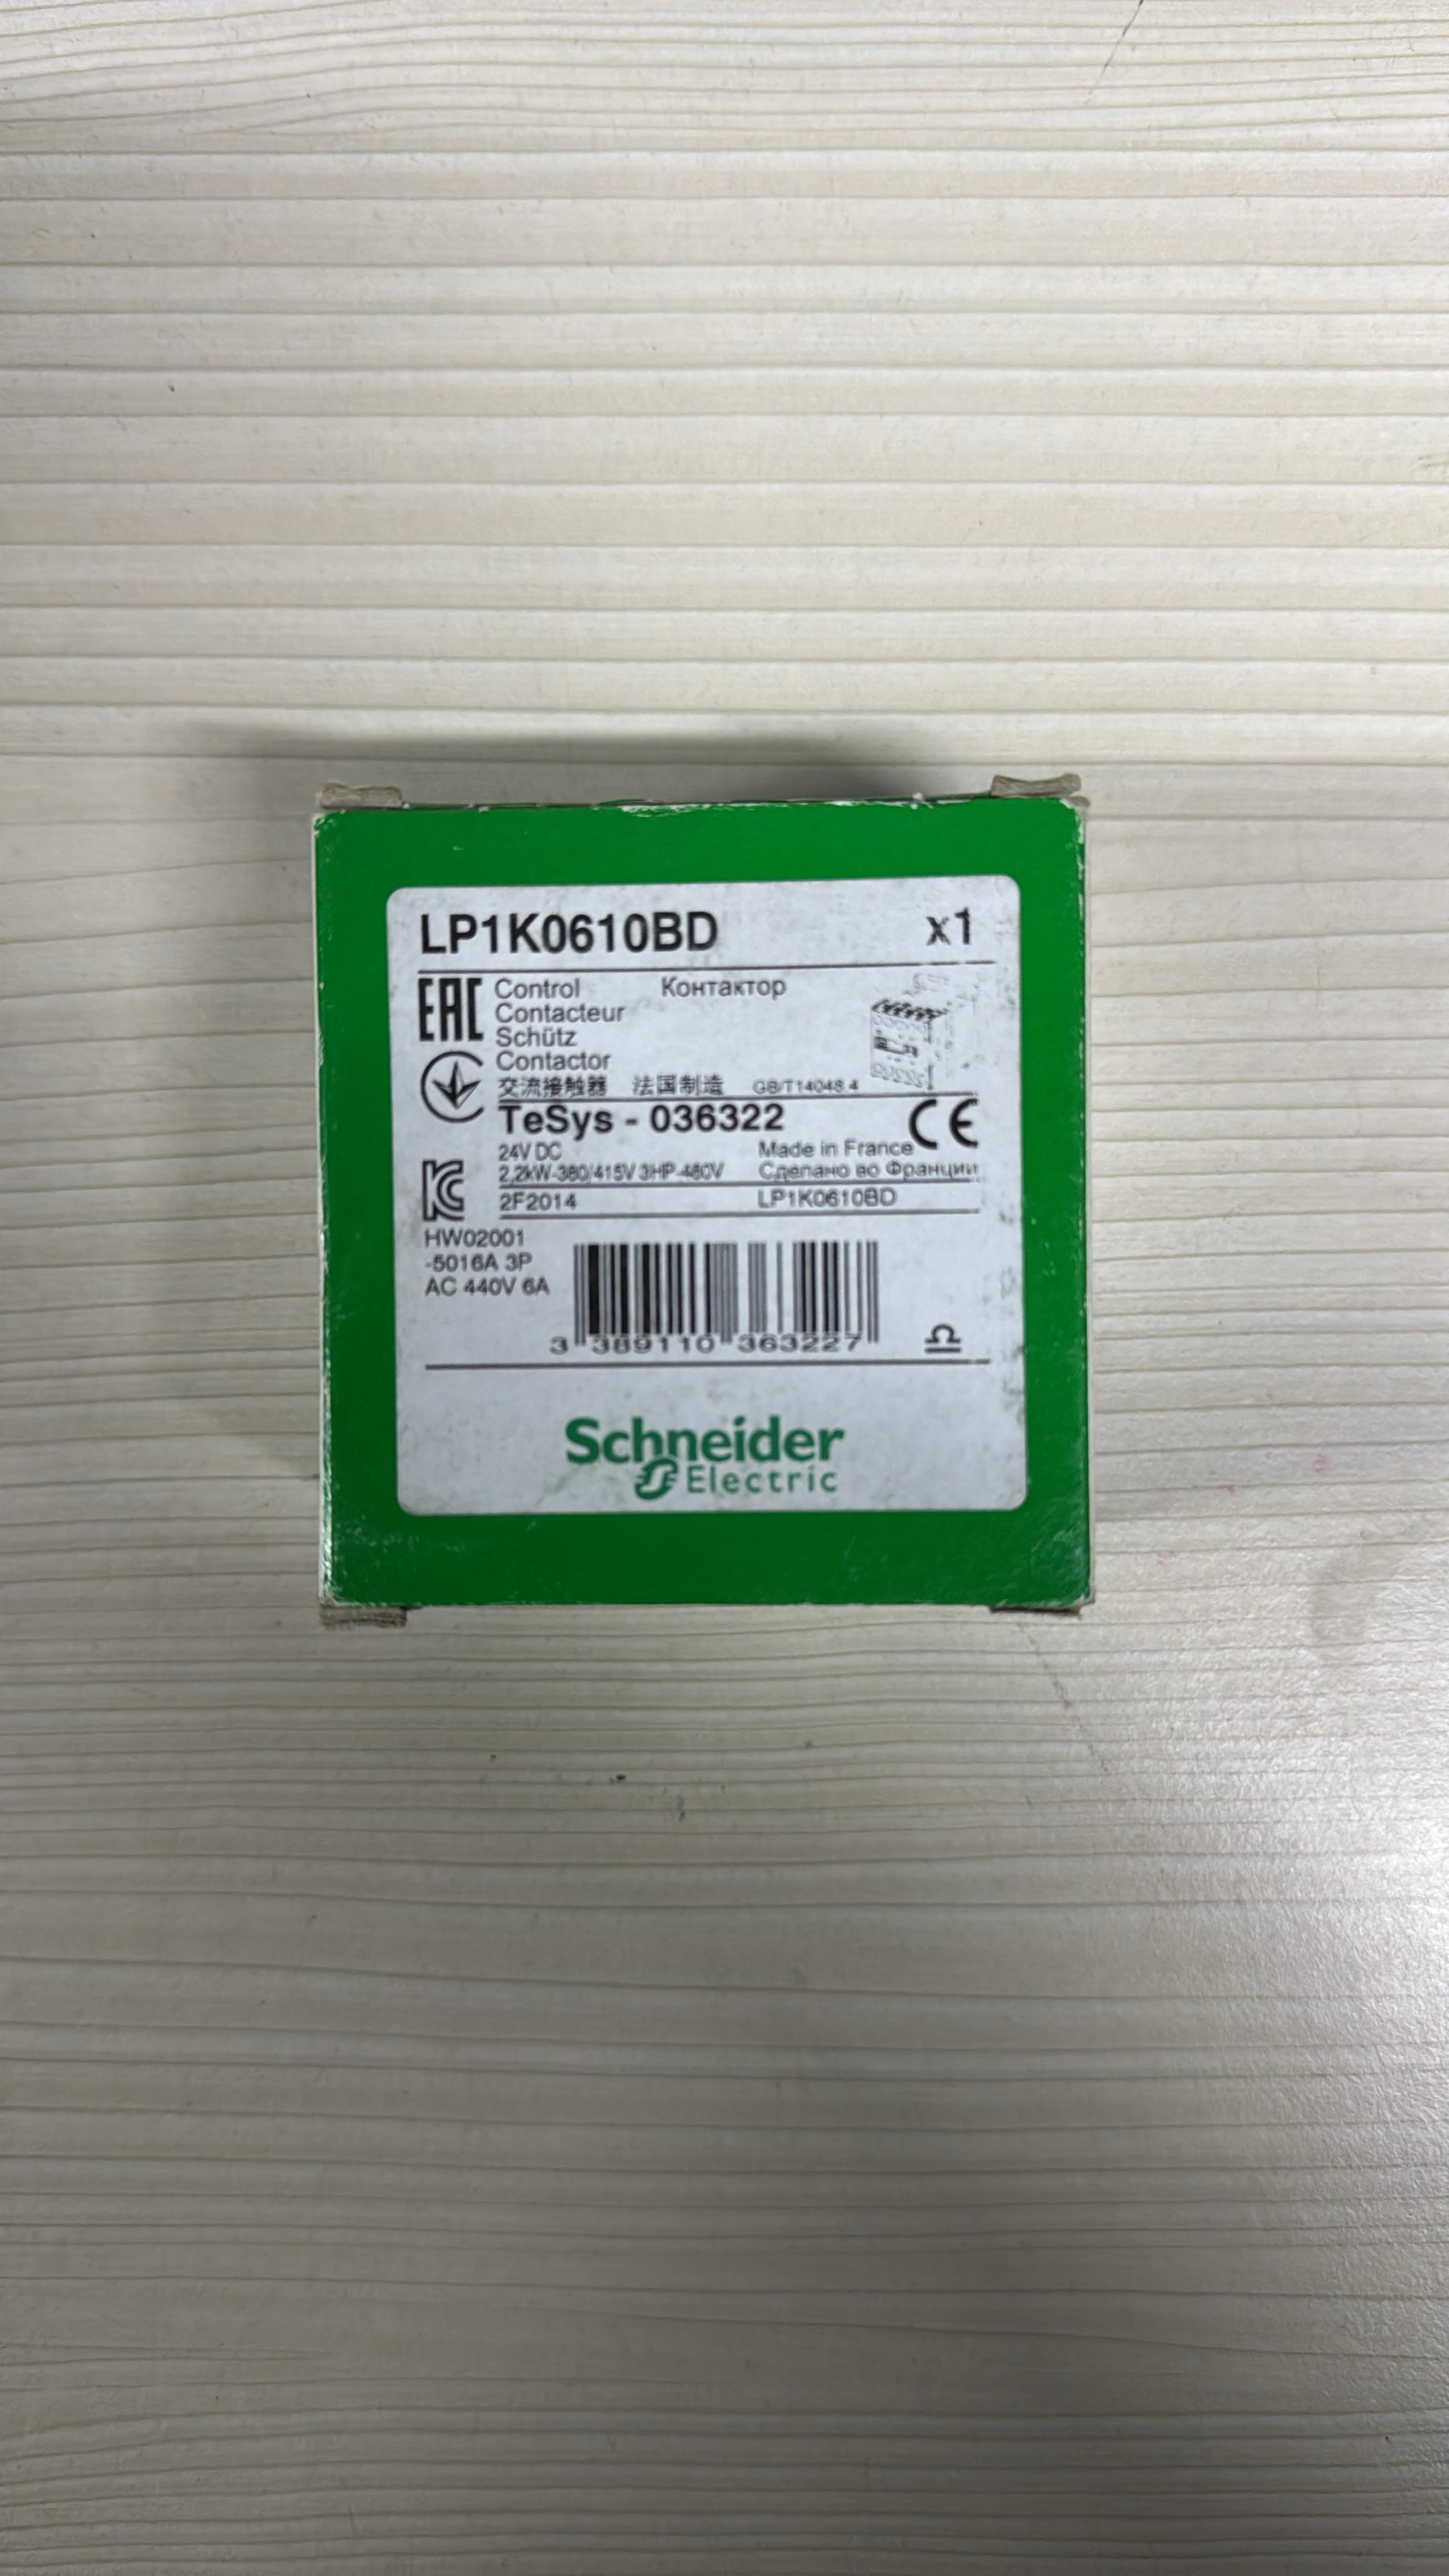 LP1K0610BD x1
EAC
Control Контактор
Contacteur
Schütz
Contactor
交流接触器 法国制造 GB/T14048.4
TeSys - 036322 CE
24V DC Made in France
2,2kW-380/415V 3HP-480V Сделано во Франции
2F2014 LP1K0610BD
HW02001
-5016A 3P
AC 440V 6A
3 389110 363227
Schneider
Electric